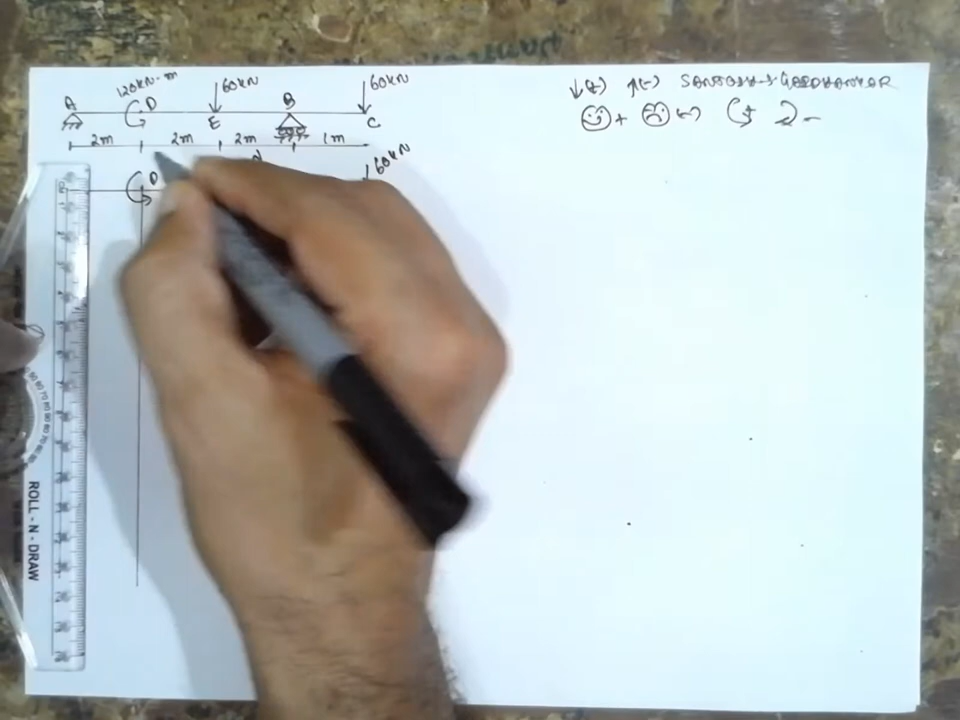 120kN-m 60kN 60kN ↓(+) ↑(-)
A D B + (-) + -
E C
2m 2m 2m 1m
60kN
D
ROLL - N - DRAW